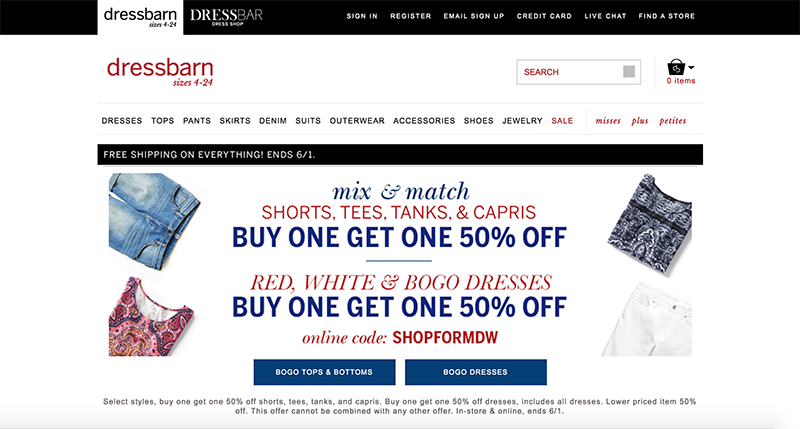 dressbarn
sizes 4-24
DRESSBAR
DRESS SHOP
SIGN IN REGISTER EMAIL SIGN UP CREDIT CARD LIVE CHAT FIND A STORE
dressbarn
sizes 4-24
SEARCH
0 items
DRESSES TOPS PANTS SKIRTS DENIM SUITS OUTERWEAR ACCESSORIES SHOES JEWELRY SALE misses plus petites
FREE SHIPPING ON EVERYTHING! ENDS 6/1.
mix & match
SHORTS, TEES, TANKS, & CAPRIS
BUY ONE GET ONE 50% OFF
RED, WHITE & BOGO DRESSES
BUY ONE GET ONE 50% OFF
online code: SHOPFORMDW
BOGO TOPS & BOTTOMS
BOGO DRESSES
Select styles, buy one get one 50% off shorts, tees, tanks, and capris. Buy one get one 50% off dresses, includes all dresses. Lower priced item 50%
off. This offer cannot be combined with any other offer. In-store & online, ends 6/1.